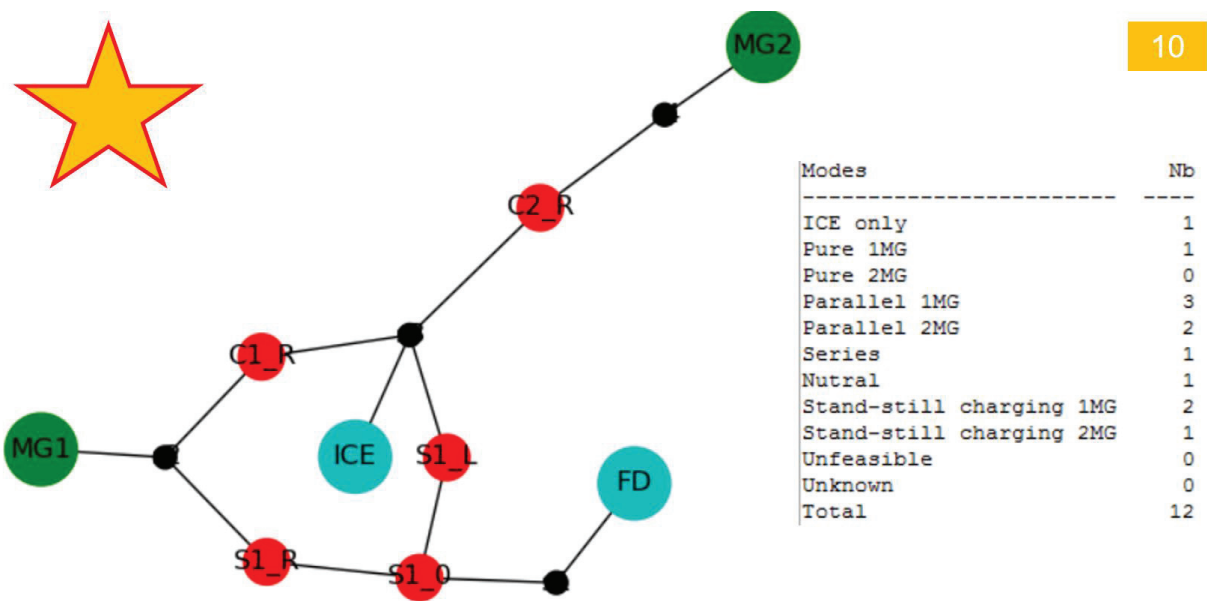 10
MG2
C2_R
C1_R
MG1
ICE
S1_L
FD
S1_R
S1_0
Modes Nb
------------------------ ----
ICE only 1
Pure 1MG 1
Pure 2MG 0
Parallel 1MG 3
Parallel 2MG 2
Series 1
Nutral 1
Stand-still charging 1MG 2
Stand-still charging 2MG 1
Unfeasible 0
Unknown 0
Total 12